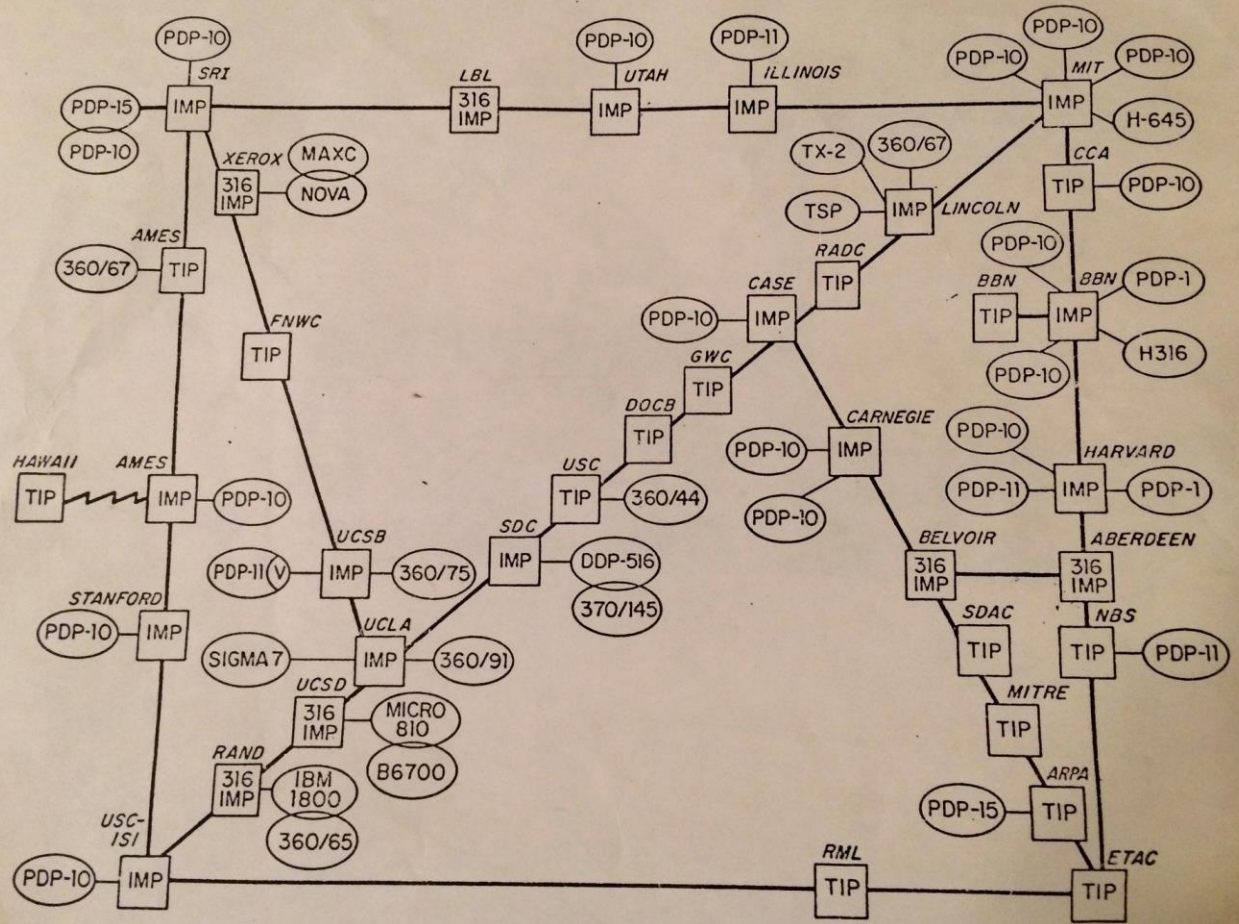 PDP-10
PDP-10
PDP-11
PDP-10
SRI
LBL
UTAH
ILLINOIS
PDP-10
MIT
PDP-10
PDP-15
IMP
316
IMP
IMP
IMP
IMP
H-645
PDP-10
XEROX
MAXC
NOVA
316
IMP
TX-2
360/67
CCA
TIP
PDP-10
TSP
IMP
LINCOLN
AMES
360/67
TIP
RADC
TIP
PDP-10
BBN
TIP
BBN
IMP
PDP-1
H316
PDP-10
FNWC
TIP
CASE
PDP-10
IMP
GWC
TIP
DOCB
TIP
CARNEGIE
PDP-10
IMP
PDP-10
PDP-10
HARVARD
PDP-11
IMP
PDP-1
HAWAII
TIP
AMES
IMP
PDP-10
USC
TIP
360/44
SDC
IMP
DDP-516
370/145
UCSB
PDP-11
V
IMP
360/75
BELVOIR
316
IMP
ABERDEEN
316
IMP
STANFORD
PDP-10
IMP
UCLA
SIGMA 7
IMP
360/91
SDAC
TIP
NBS
TIP
PDP-11
UCSD
316
IMP
MICRO
810
B6700
MITRE
TIP
RAND
316
IMP
IBM
1800
360/65
ARPA
PDP-15
TIP
USC-
ISI
PDP-10
IMP
RML
TIP
ETAC
TIP